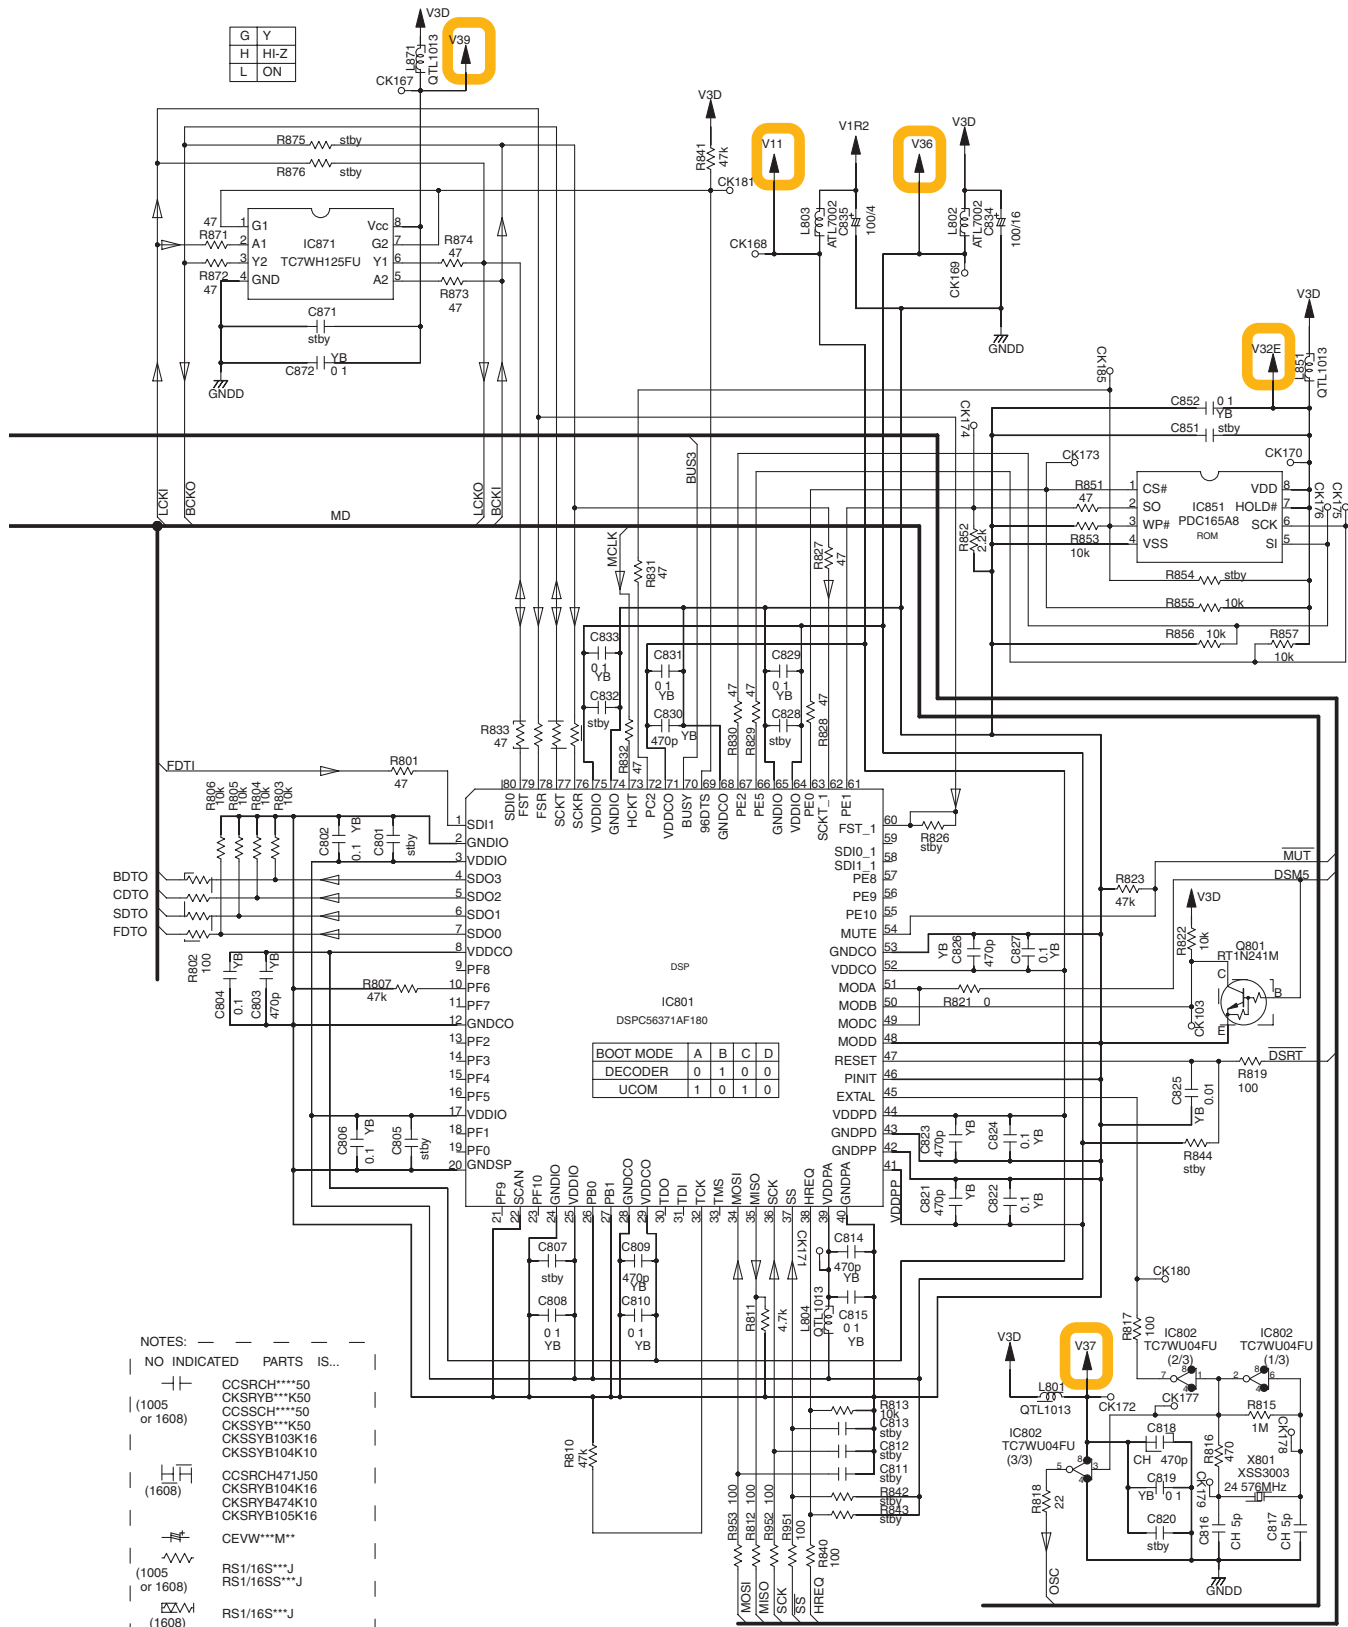 V3D
G Y
H HI-Z
L ON
L871
QTL1013
V39
CK167
V3D
V11
V1R2
V36
V3D
R875 stby
R876 stby
R841
47k
CK181
L803
ATL7002
C835
100/4
L802
ATL7002
C834
100/16
CK168
CK169
GNDD
47
R871
R872
47
1 G1
2 A1
3 Y2
4 GND
IC871
TC7WH125FU
Vcc 8
G2 7
Y1 6
A2 5
R874
47
R873
47
C871
stby
YB
C872 0 1
GNDD
V3D
V32E
L851
QTL1013
CK185
CK174
C852 0 1
YB
C851 stby
CK173
CK170
R851
47
R852
2.2k
R853
10k
1 CS#
2 SO
3 WP#
4 VSS
IC851
PDC165A8
ROM
VDD 8
HOLD# 7
SCK 6
SI 5
CK176
CK175
R854 stby
R855 10k
R856 10k
R857
10k
LCKI
BCKO
LCKO
BCKI
MD
BUS3
MCLK
R831
47
R827
47
C833
0 1
YB
C832
stby
C831
0 1
YB
C830
470p
YB
C829
0 1
YB
C828
stby
R833
47
R832
47
R830
47
R829
47
R828
47
FDTI
R801
47
R806
10k
R805
10k
R804
10k
R803
10k
C802
0.1
YB
C801
stby
BDTO
CDTO
SDTO
FDTO
R802
100
C804
0.1
YB
C803
470p
YB
R807
47k
C806
0.1
YB
C805
stby
80 SDI0
79 FST
78 FSR
77 SCKT
76 SCKR
75 VDDIO
74 GNDIO
73 HCKT
72 PC2
71 VDDCO
70 BUSY
69 96DTS
68 GNDCO
67 PE2
66 PE5
65 GNDIO
64 VDDIO
63 PE0
62 SCKT_1
61 PE1
1 SDI1
2 GNDIO
3 VDDIO
4 SDO3
5 SDO2
6 SDO1
7 SDO0
8 VDDCO
9 PF8
10 PF6
11 PF7
12 GNDCO
13 PF2
14 PF3
15 PF4
16 PF5
17 VDDIO
18 PF1
19 PF0
20 GNDSP
DSP
IC801
DSPC56371AF180
BOOT MODE A B C D
DECODER 0 1 0 0
UCOM 1 0 1 0
FST_1 60
59
SDI0_1
58
SDI1_1
PE8 57
PE9 56
PE10 55
MUTE 54
GNDCO 53
VDDCO 52
MODA 51
MODB 50
MODC 49
MODD 48
RESET 47
PINIT 46
EXTAL 45
VDDPD 44
GNDPD 43
GNDPP 42
VDDPP 41
21 PF9
22 SCAN
23 PF10
24 GNDIO
25 VDDIO
26 PB0
27 PB1
28 GNDCO
29 VDDCO
30 TDO
31 TDI
32 TCK
33 TMS
34 MOSI
35 MISO
36 SCK
37 SS
38 HREQ
39 VDDPA
40 GNDPA
R826
stby
MUT
DSM5
R823
47k
V3D
R822
10k
Q801
RT1N241M
C
B
E
CK103
YB
C826
470p
C827
0.1
YB
R821 0
DSRT
R819
100
C825
0.01
YB
R844
stby
C823
470p
YB
C824
0.1
YB
C821
470p
YB
C822
0.1
YB
C807
stby
C808
0 1
YB
C809
470p
YB
C810
0 1
YB
R811
4.7k
CK171
L804
QTL1013
C814
470p
YB
C815
0 1
YB
R810
47k
R813
10k
C813
stby
C812
stby
C811
stby
R842
stby
R843
stby
R953 100
R812 100
R952 100
R951
100
R840
100
MOSI
MISO
SCK
SS
HREQ
CK180
R817
100
IC802
TC7WU04FU
(2/3)
IC802
TC7WU04FU
(1/3)
7 8 4 1
2 8 4 6
CK177
V3D
V37
L801
QTL1013
CK172
IC802
TC7WU04FU
(3/3)
5 8 4 3
R818
22
OSC
C818
CH 470p
C819
YB 0 1
C820
stby
R815
1M
R816
470
CK178
X801
XSS3003
24 576MHz
CK179
C816
CH 5p
C817
CH 5p
GNDD
NOTES:
NO INDICATED PARTS IS...
(1005
or 1608)
CCSRCH****50
CKSRYB***K50
CCSSCH****50
CKSSYB***K50
CKSSYB103K16
CKSSYB104K10
(1608)
CCSRCH471J50
CKSRYB104K16
CKSRYB474K10
CKSRYB105K16
CEVW***M**
(1005
or 1608)
RS1/16S***J
RS1/16SS***J
(1608)
RS1/16S***J